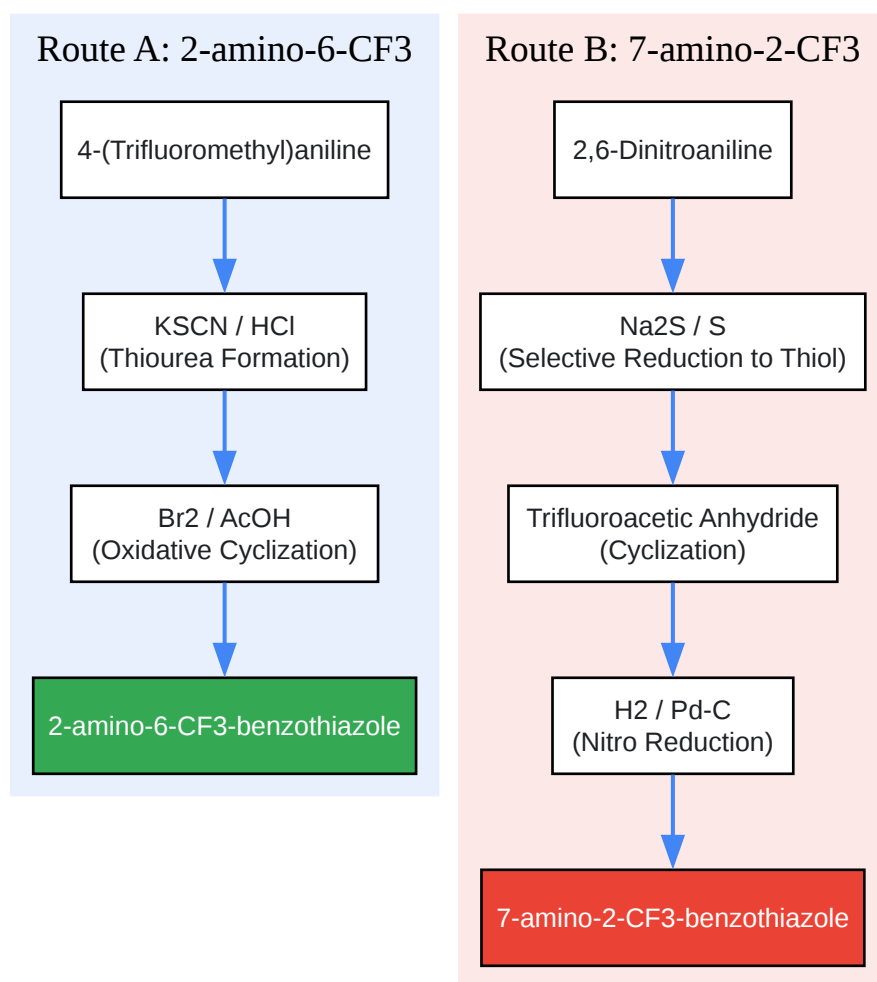 Route A: 2-amino-6-CF3
4-(Trifluoromethyl)aniline
KSCN / HCl
(Thiourea Formation)
Br2 / AcOH
(Oxidative Cyclization)
2-amino-6-CF3-benzothiazole
Route B: 7-amino-2-CF3
2,6-Dinitroaniline
Na2S / S
(Selective Reduction to Thiol)
Trifluoroacetic Anhydride
(Cyclization)
H2 / Pd-C
(Nitro Reduction)
7-amino-2-CF3-benzothiazole